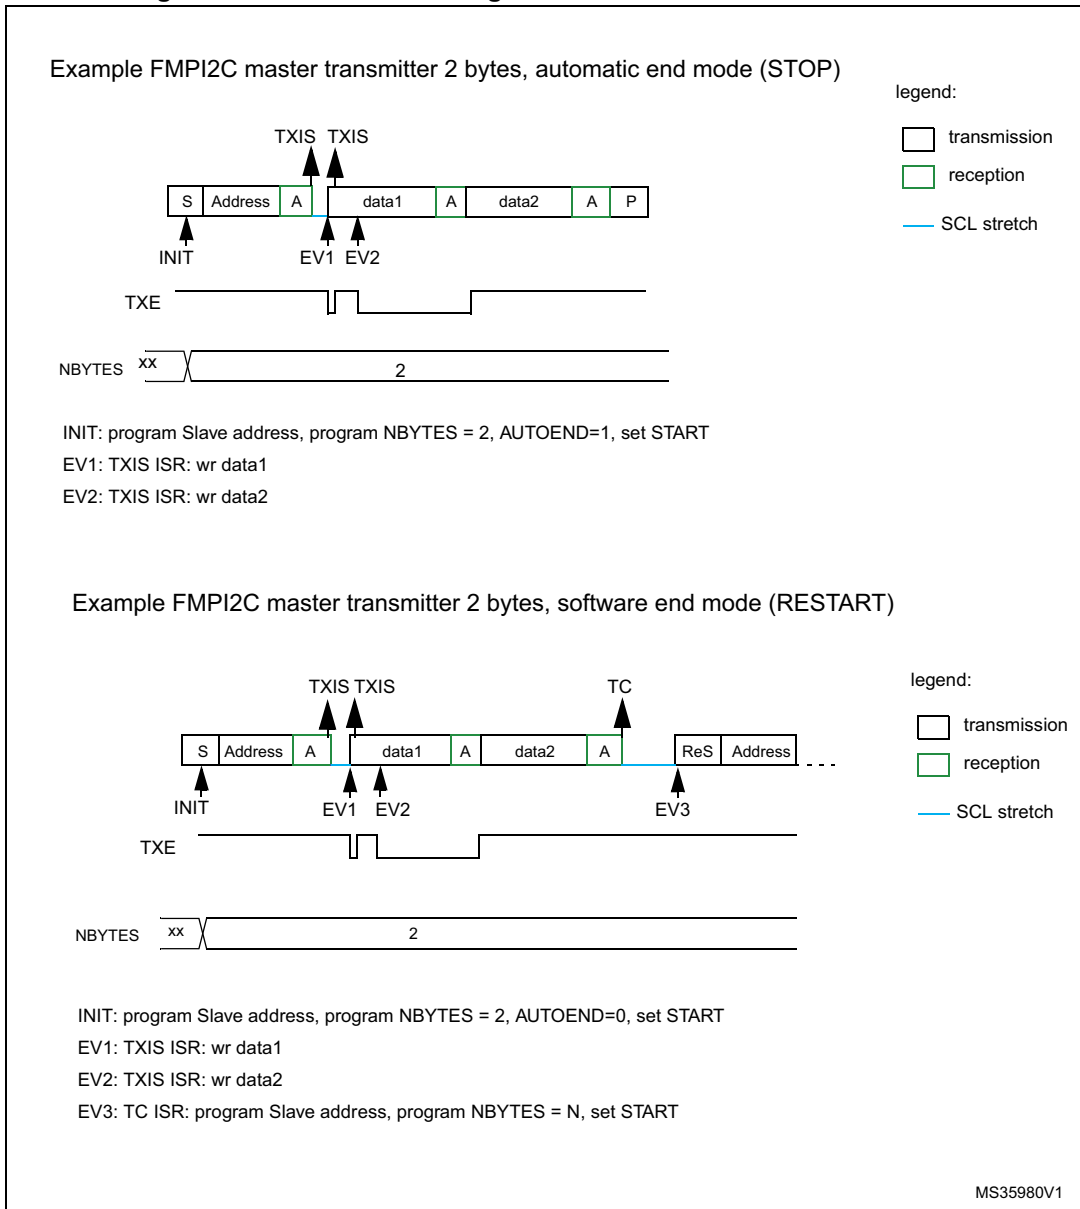 Example FMPI2C master transmitter 2 bytes, automatic end mode (STOP)
legend:
transmission
reception
SCL stretch
TXIS TXIS
S Address A data1 A data2 A P
INIT EV1 EV2
TXE
NBYTES xx 2
INIT: program Slave address, program NBYTES = 2, AUTOEND=1, set START
EV1: TXIS ISR: wr data1
EV2: TXIS ISR: wr data2
Example FMPI2C master transmitter 2 bytes, software end mode (RESTART)
legend:
transmission
reception
SCL stretch
TXIS TXIS TC
S Address A data1 A data2 A ReS Address
INIT EV1 EV2 EV3
TXE
NBYTES xx 2
INIT: program Slave address, program NBYTES = 2, AUTOEND=0, set START
EV1: TXIS ISR: wr data1
EV2: TXIS ISR: wr data2
EV3: TC ISR: program Slave address, program NBYTES = N, set START
MS35980V1